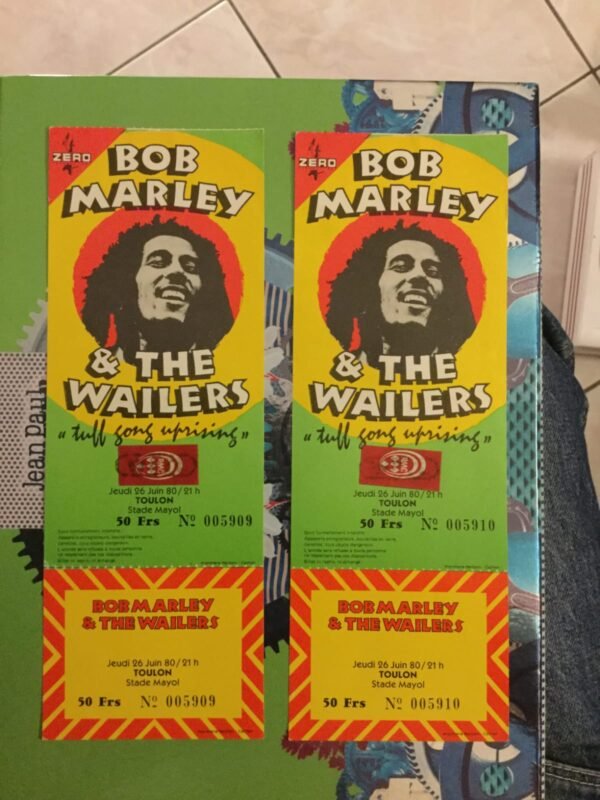 4
ZERO
BOB
MARLEY
& THE
WAILERS
" tuff gong uprising "
Jeudi 26 Juin 80/21 h
TOULON
Stade Mayol
50 Frs Nº 005909
BOB MARLEY
& THE WAILERS
Jeudi 26 Juin 80/21 h
TOULON
Stade Mayol
50 Frs Nº 005909
4
ZERO
BOB
MARLEY
& THE
WAILERS
" tuff gong uprising "
Jeudi 26 Juin 80/21 h
TOULON
Stade Mayol
50 Frs Nº 005910
BOB MARLEY
& THE WAILERS
Jeudi 26 Juin 80/21 h
TOULON
Stade Mayol
50 Frs Nº 005910
Jean Paul